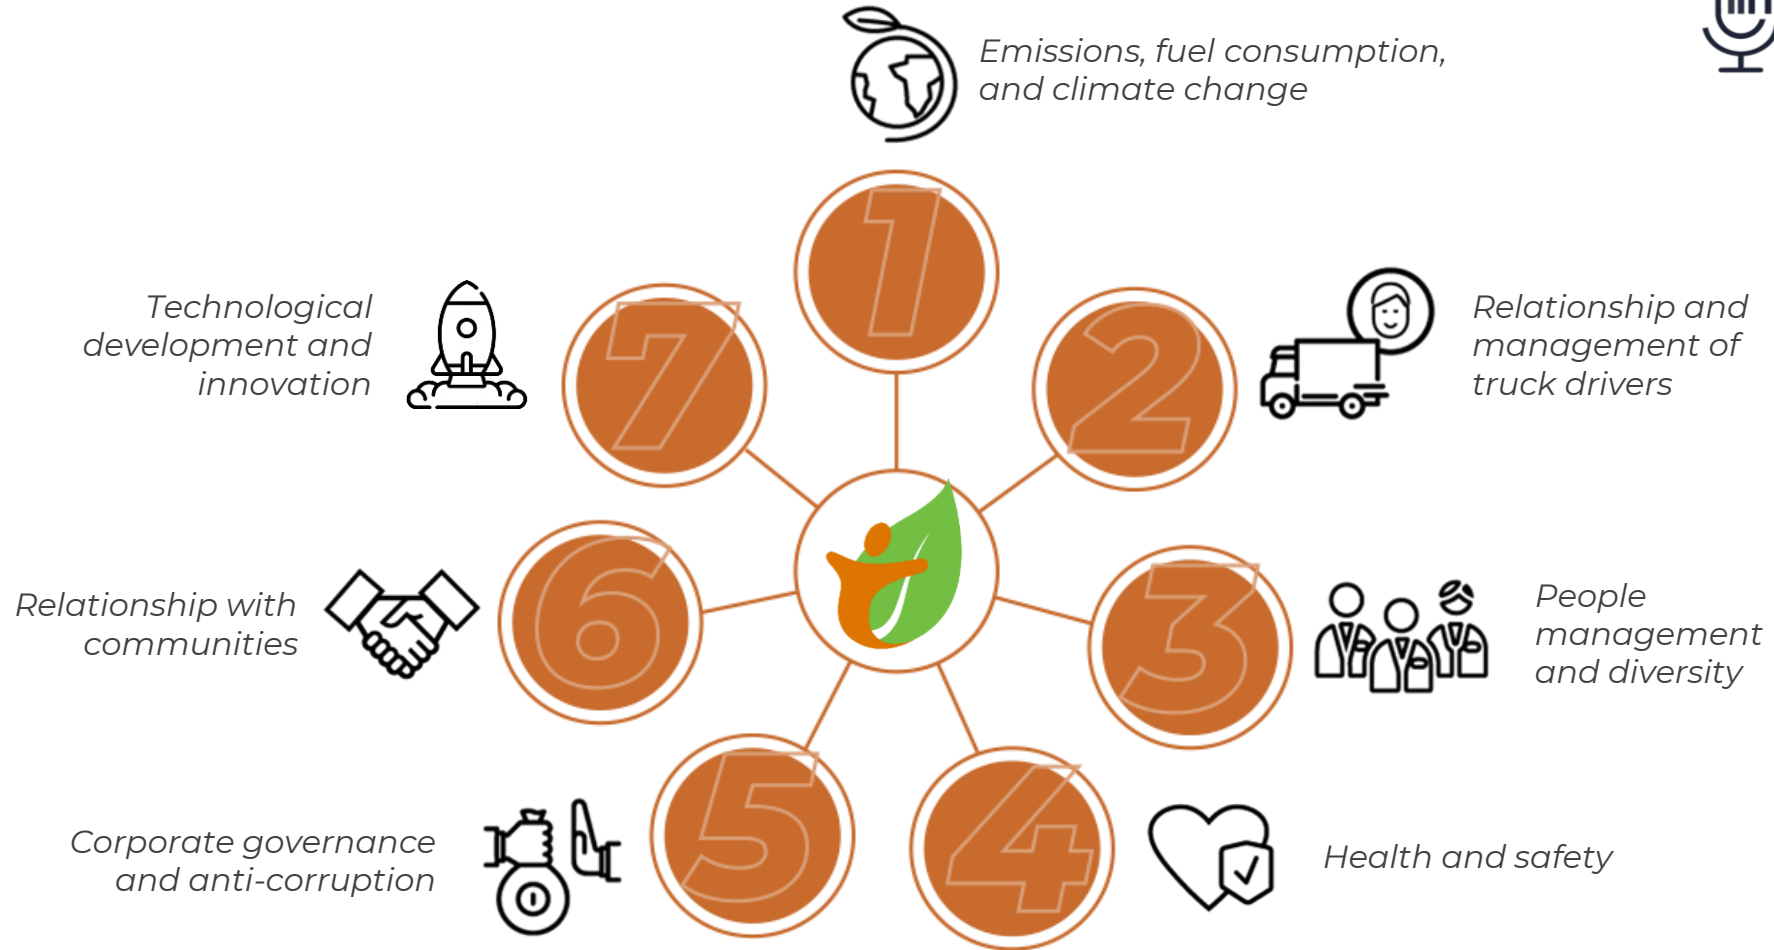 Emissions, fuel consumption,
and climate change
1
2
Relationship and
management of
truck drivers
3
People
management
and diversity
4
Health and safety
5
Corporate governance
and anti-corruption
6
Relationship with
communities
7
Technological
development and
innovation